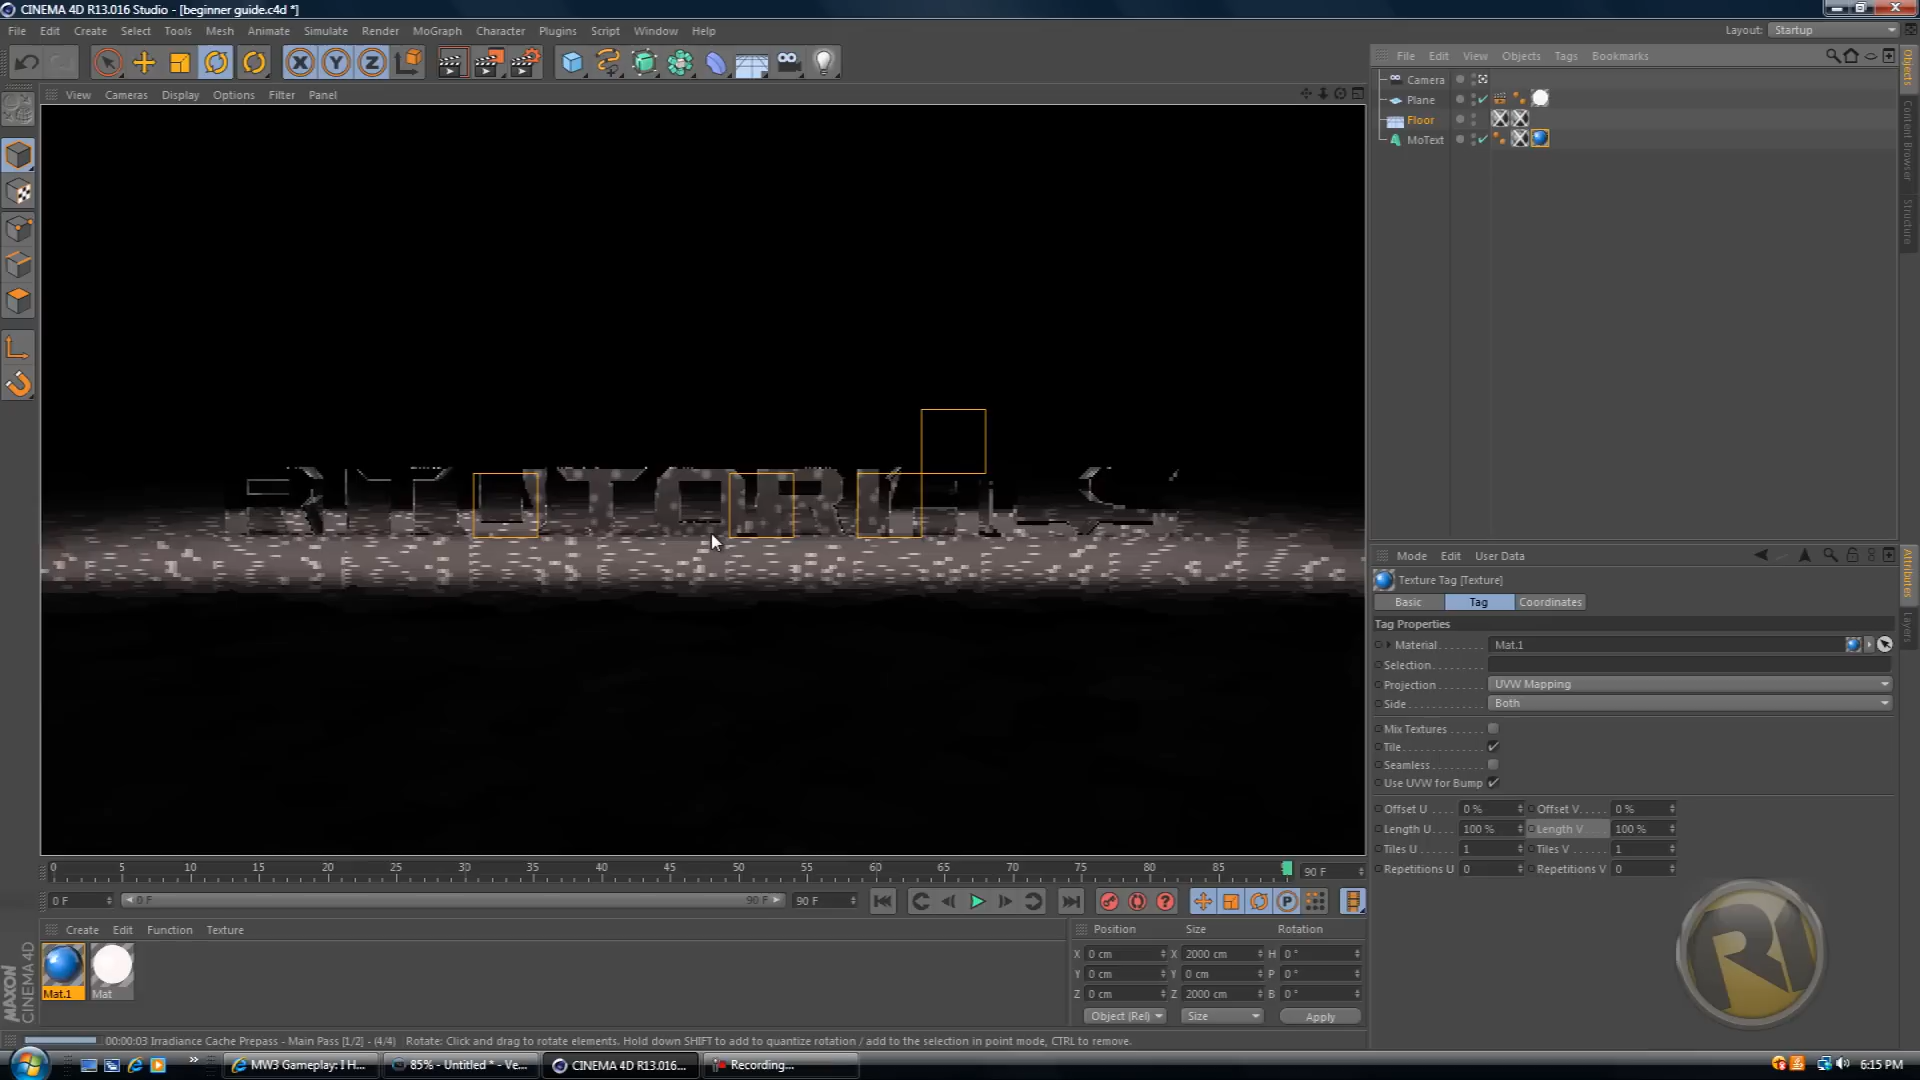 CINEMA 4D R13.016 Studio - [beginner guide.c4d *]
File Edit Create Select Tools Mesh Animate Simulate Render MoGraph Character Plugins Script Window Help
Layout: Startup
View Cameras Display Options Filter Panel
File Edit View Objects Tags Bookmarks
Camera
Plane
Floor
MoText
Objects
Content Browser
Structure
Mode Edit User Data
Texture Tag [Texture]
Basic Tag Coordinates
Tag Properties
Material Mat.1
Selection
Projection UVW Mapping
Side Both
Mix Textures
Tile
Seamless
Use UVW for Bump
Offset U 0 % Offset V 0 %
Length U 100 % Length V 100 %
Tiles U 1 Tiles V 1
Repetitions U 0 Repetitions V 0
Attributes
Layers
0 5 10 15 20 25 30 35 40 45 50 55 60 65 70 75 80 85 90 F
0 F 0 F 90 F 90 F
Create Edit Function Texture
Mat.1 Mat
MAXON CINEMA 4D
Position Size Rotation
X 0 cm X 2000 cm H 0 °
Y 0 cm Y 0 cm P 0 °
Z 0 cm Z 2000 cm B 0 °
Object (Rel) Size Apply
00:00:03 Irradiance Cache Prepass - Main Pass [1/2] - (4/4) Rotate: Click and drag to rotate elements. Hold down SHIFT to add to quantize rotation / add to the selection in point mode, CTRL to remove.
MW3 Gameplay: I H... 85% - Untitled * - Ve... CINEMA 4D R13.016... Recording... 6:15 PM